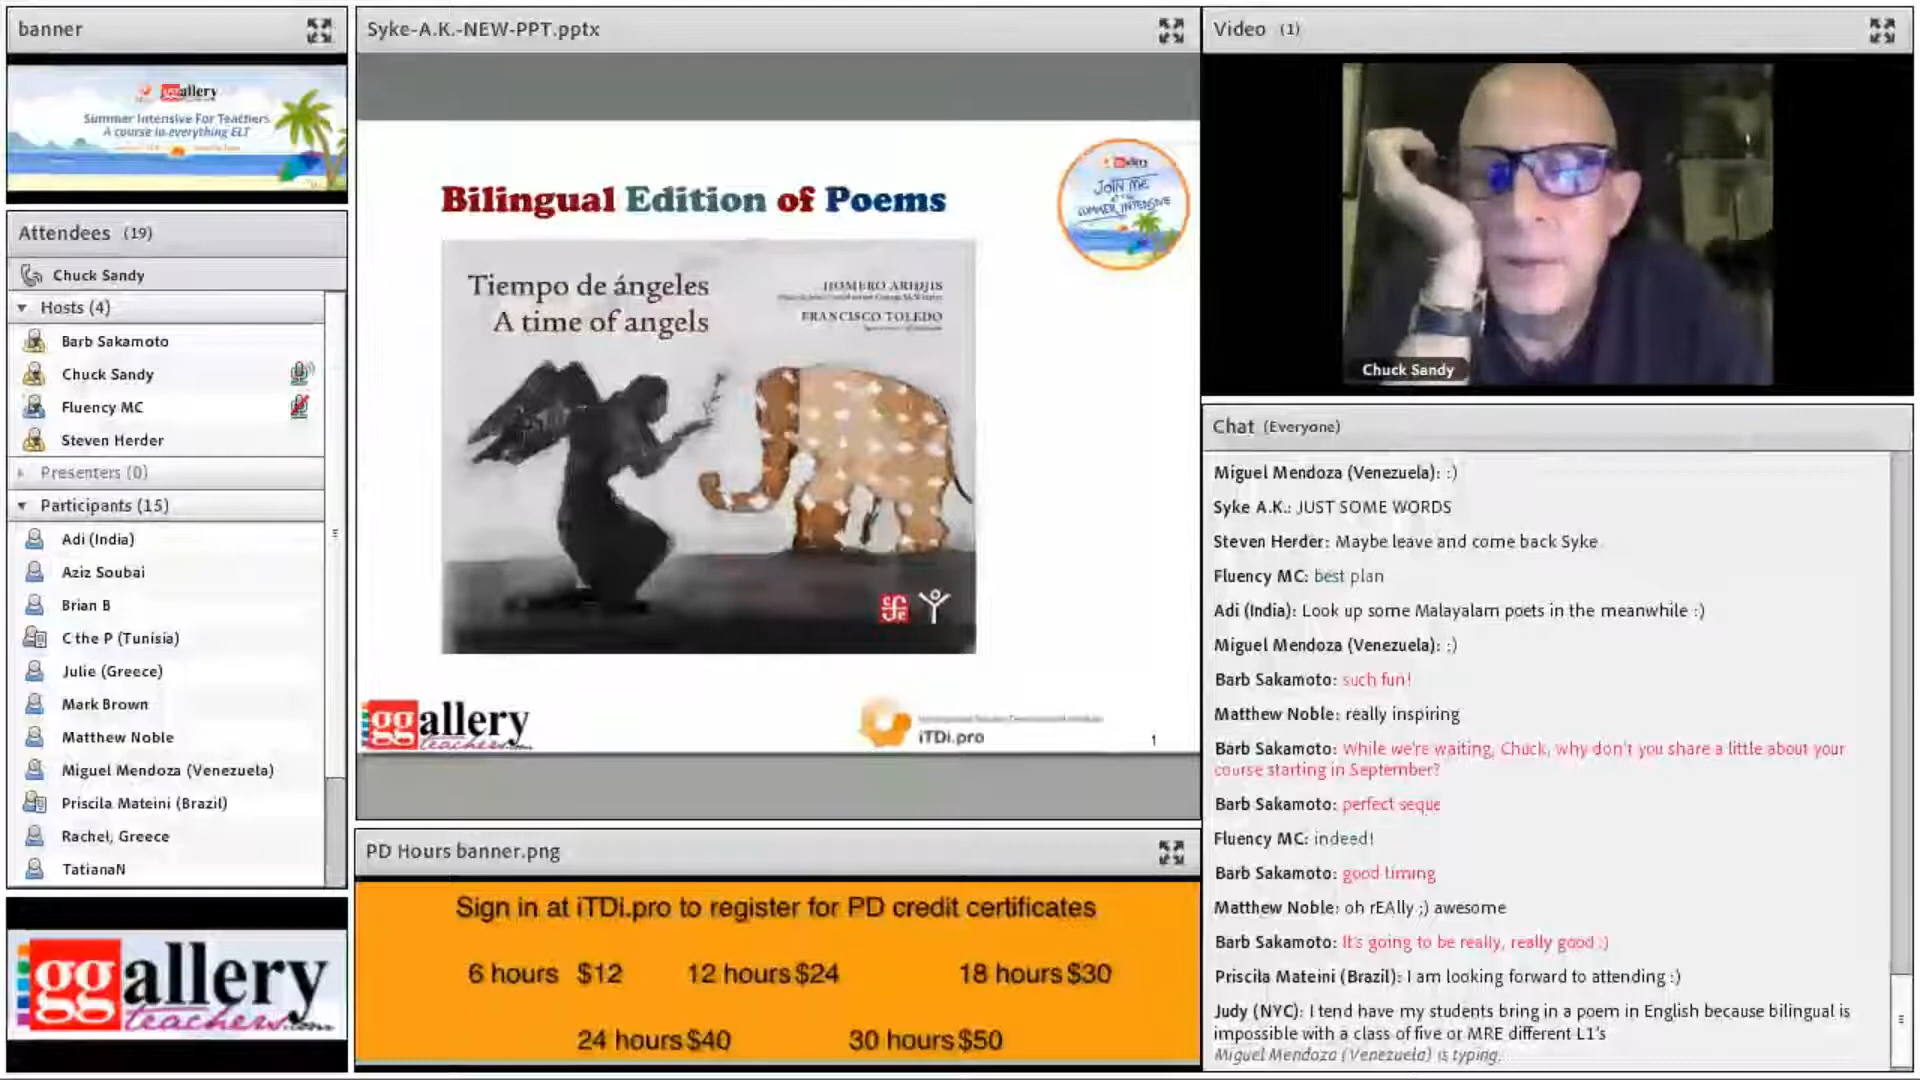 banner
ggallery
Summer Intensive For Teachers
A course in everything ELT
Attendees (19)
Chuck Sandy
Hosts (4)
Barb Sakamoto
Chuck Sandy
Fluency MC
Steven Herder
Presenters (0)
Participants (15)
Adi (India)
Aziz Soubai
Brian B
C the P (Tunisia)
Julie (Greece)
Mark Brown
Matthew Noble
Miguel Mendoza (Venezuela)
Priscila Mateini (Brazil)
Rachel, Greece
TatianaN
ggallery
teachers.com
Syke-A.K.-NEW-PPT.pptx
Bilingual Edition of Poems
JOIN ME
SUMMER INTENSIVE
Tiempo de ángeles
A time of angels
HOMERO ARIDJIS
FRANCISCO TOLEDO
ggallery
teachers.com
iTDi.pro
1
PD Hours banner.png
Sign in at iTDi.pro to register for PD credit certificates
6 hours $12 12 hours $24 18 hours $30
24 hours $40 30 hours $50
Video (1)
Chuck Sandy
Chat (Everyone)
Miguel Mendoza (Venezuela): :)
Syke A.K.: JUST SOME WORDS
Steven Herder: Maybe leave and come back Syke
Fluency MC: best plan
Adi (India): Look up some Malayalam poets in the meanwhile :)
Miguel Mendoza (Venezuela): :)
Barb Sakamoto: such fun!
Matthew Noble: really inspiring
Barb Sakamoto: While we're waiting, Chuck, why don't you share a little about your
course starting in September?
Barb Sakamoto: perfect seque
Fluency MC: indeed!
Barb Sakamoto: good timing
Matthew Noble: oh rEAlly ;) awesome
Barb Sakamoto: It's going to be really, really good :)
Priscila Mateini (Brazil): I am looking forward to attending :)
Judy (NYC): I tend have my students bring in a poem in English because bilingual is
impossible with a class of five or MRE different L1's
Miguel Mendoza (Venezuela) is typing.